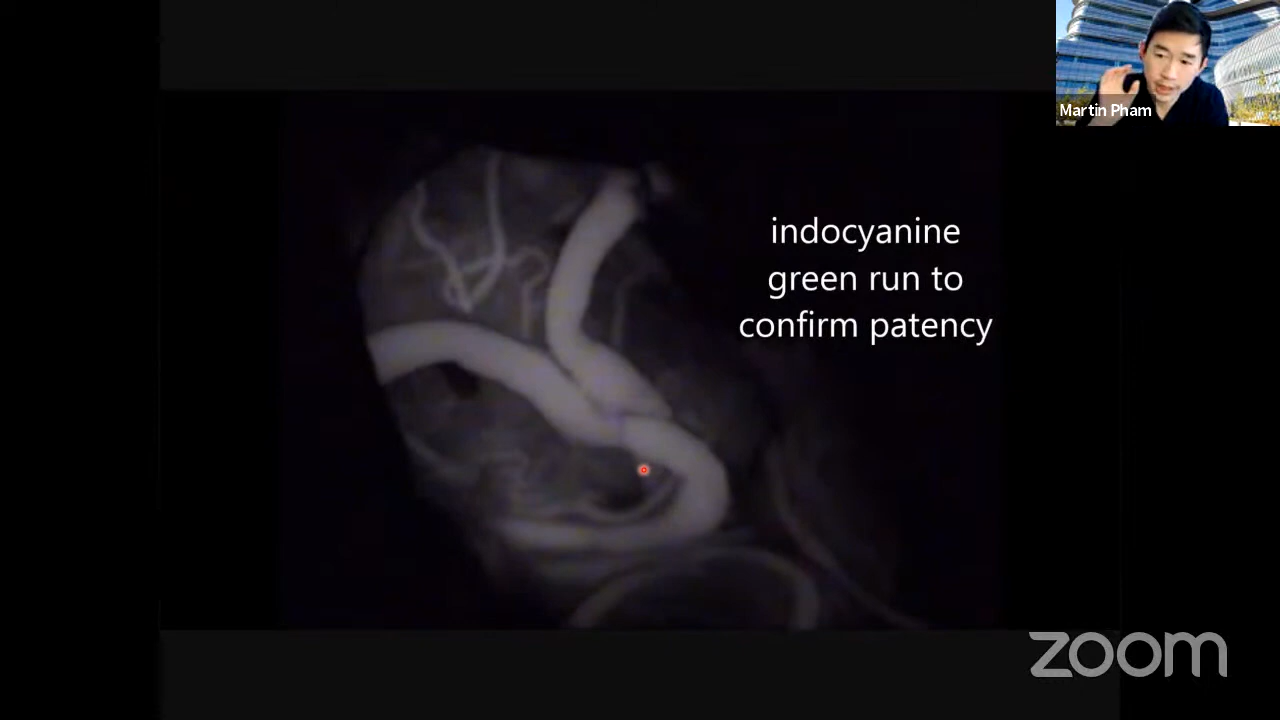 Martin Pham
indocyanine
green run to
confirm patency
zoom